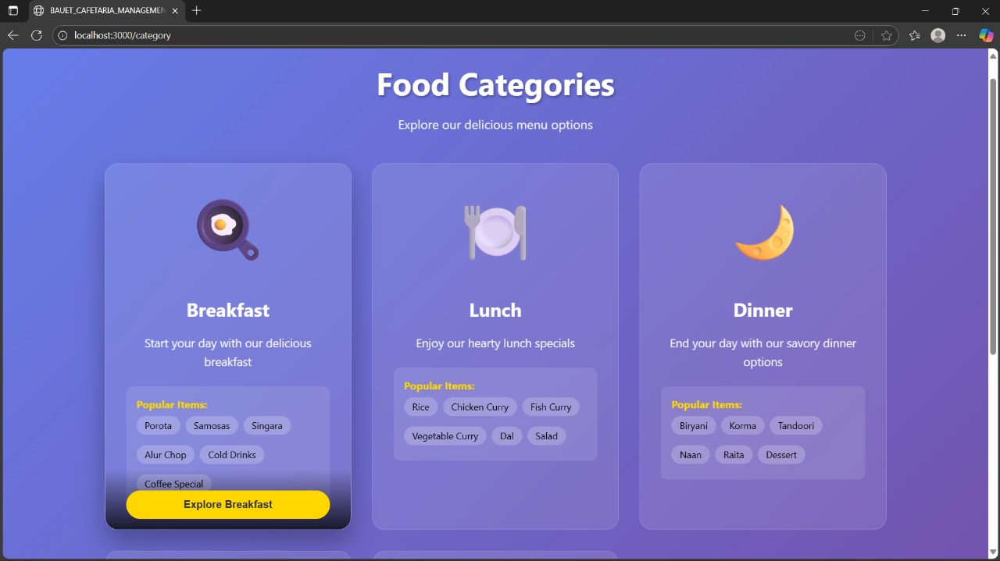 BAUET_CAFETARIA_MANAGEMEN
localhost:3000/category
Food Categories
Explore our delicious menu options
Breakfast
Start your day with our delicious
breakfast
Popular Items:
Porota Samosas Singara
Alur Chop Cold Drinks
Coffee Special
Explore Breakfast
Lunch
Enjoy our hearty lunch specials
Popular Items:
Rice Chicken Curry Fish Curry
Vegetable Curry Dal Salad
Dinner
End your day with our savory dinner
options
Popular Items:
Biryani Korma Tandoori
Naan Raita Dessert